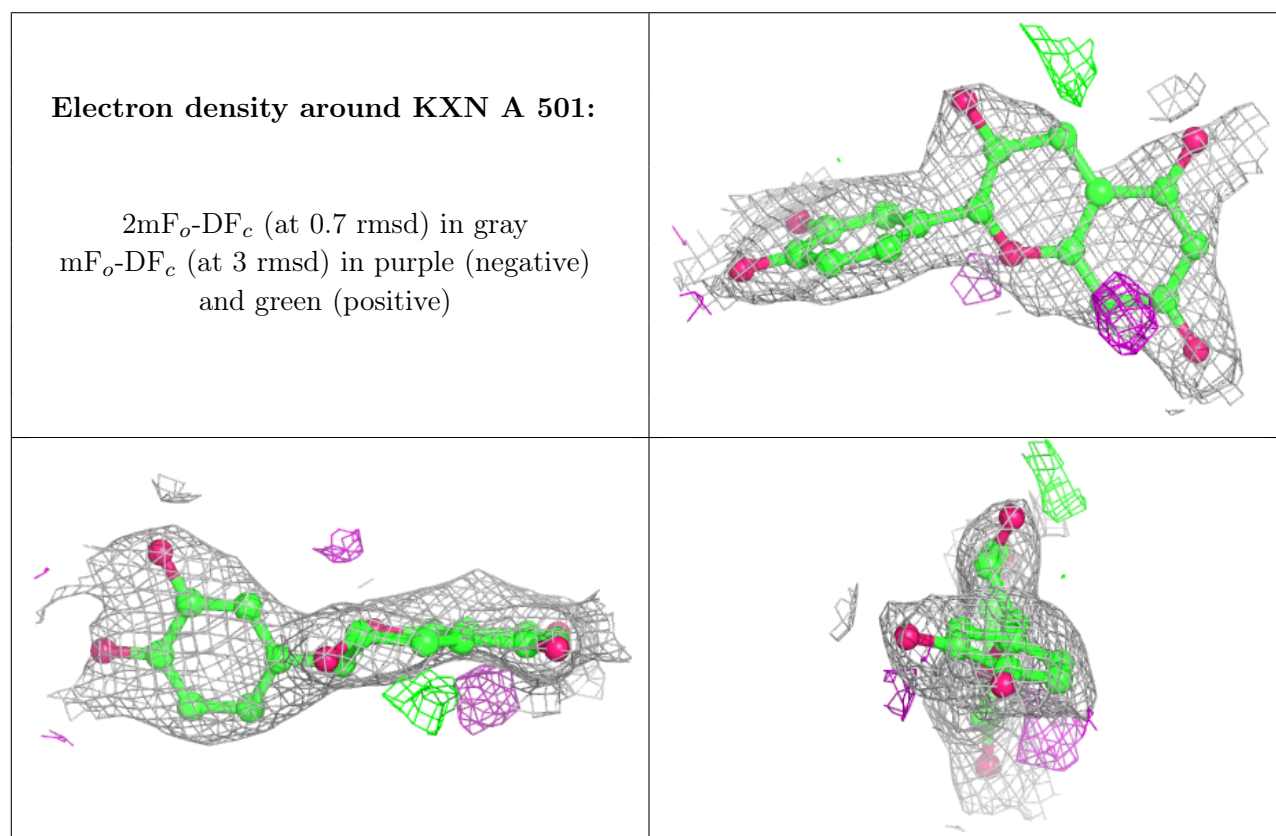 Electron density around KXN A 501:
2mFo-DFc (at 0.7 rmsd) in gray
mFo-DFc (at 3 rmsd) in purple (negative)
and green (positive)